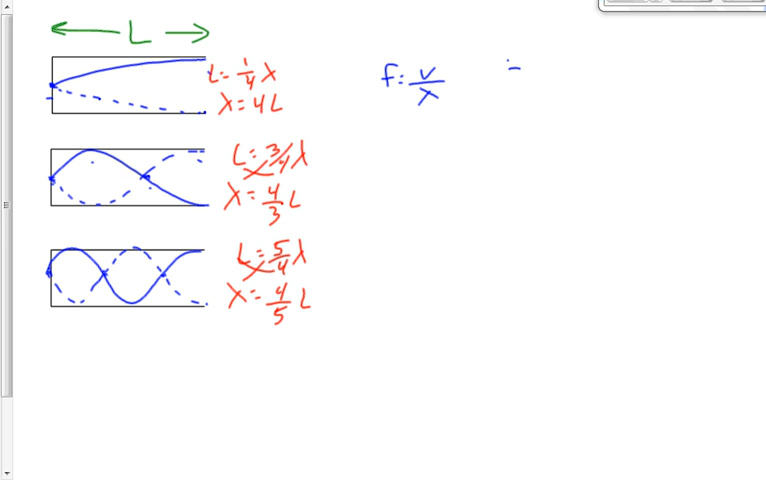 L
L = 1/4 λ
λ = 4L
f = v/λ =
L = 3/4 λ
λ = 4/3 L
L = 5/4 λ
λ = 4/5 L